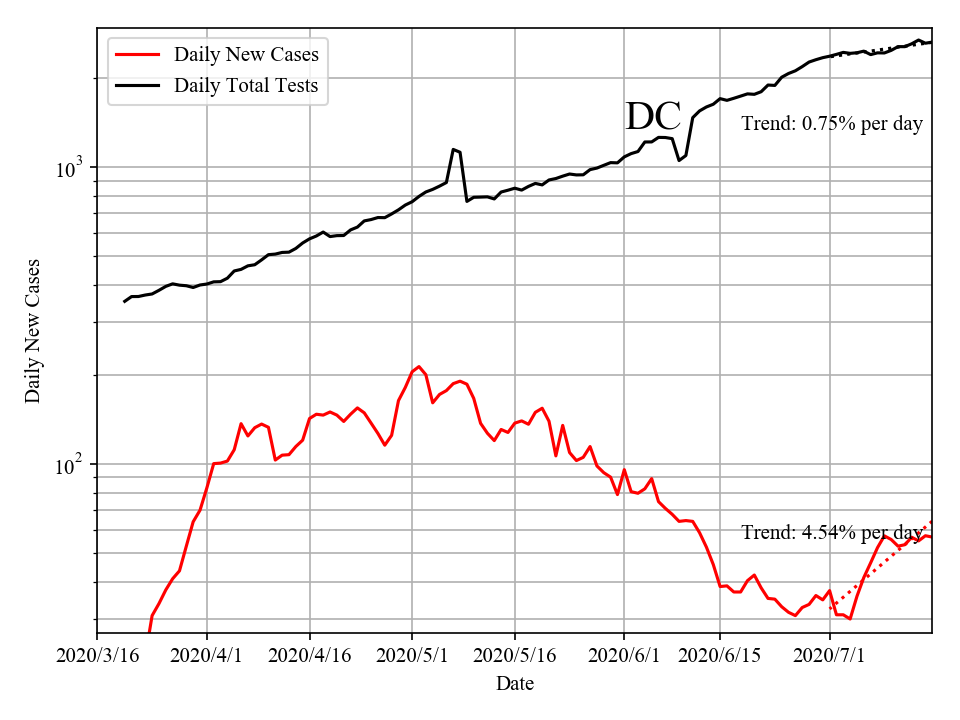 Daily New Cases
Daily Total Tests
DC
Trend: 0.75% per day
10^3
Daily New Cases
10^2
Trend: 4.54% per day
2020/3/16 2020/4/1 2020/4/16 2020/5/1 2020/5/16 2020/6/1 2020/6/15 2020/7/1
Date